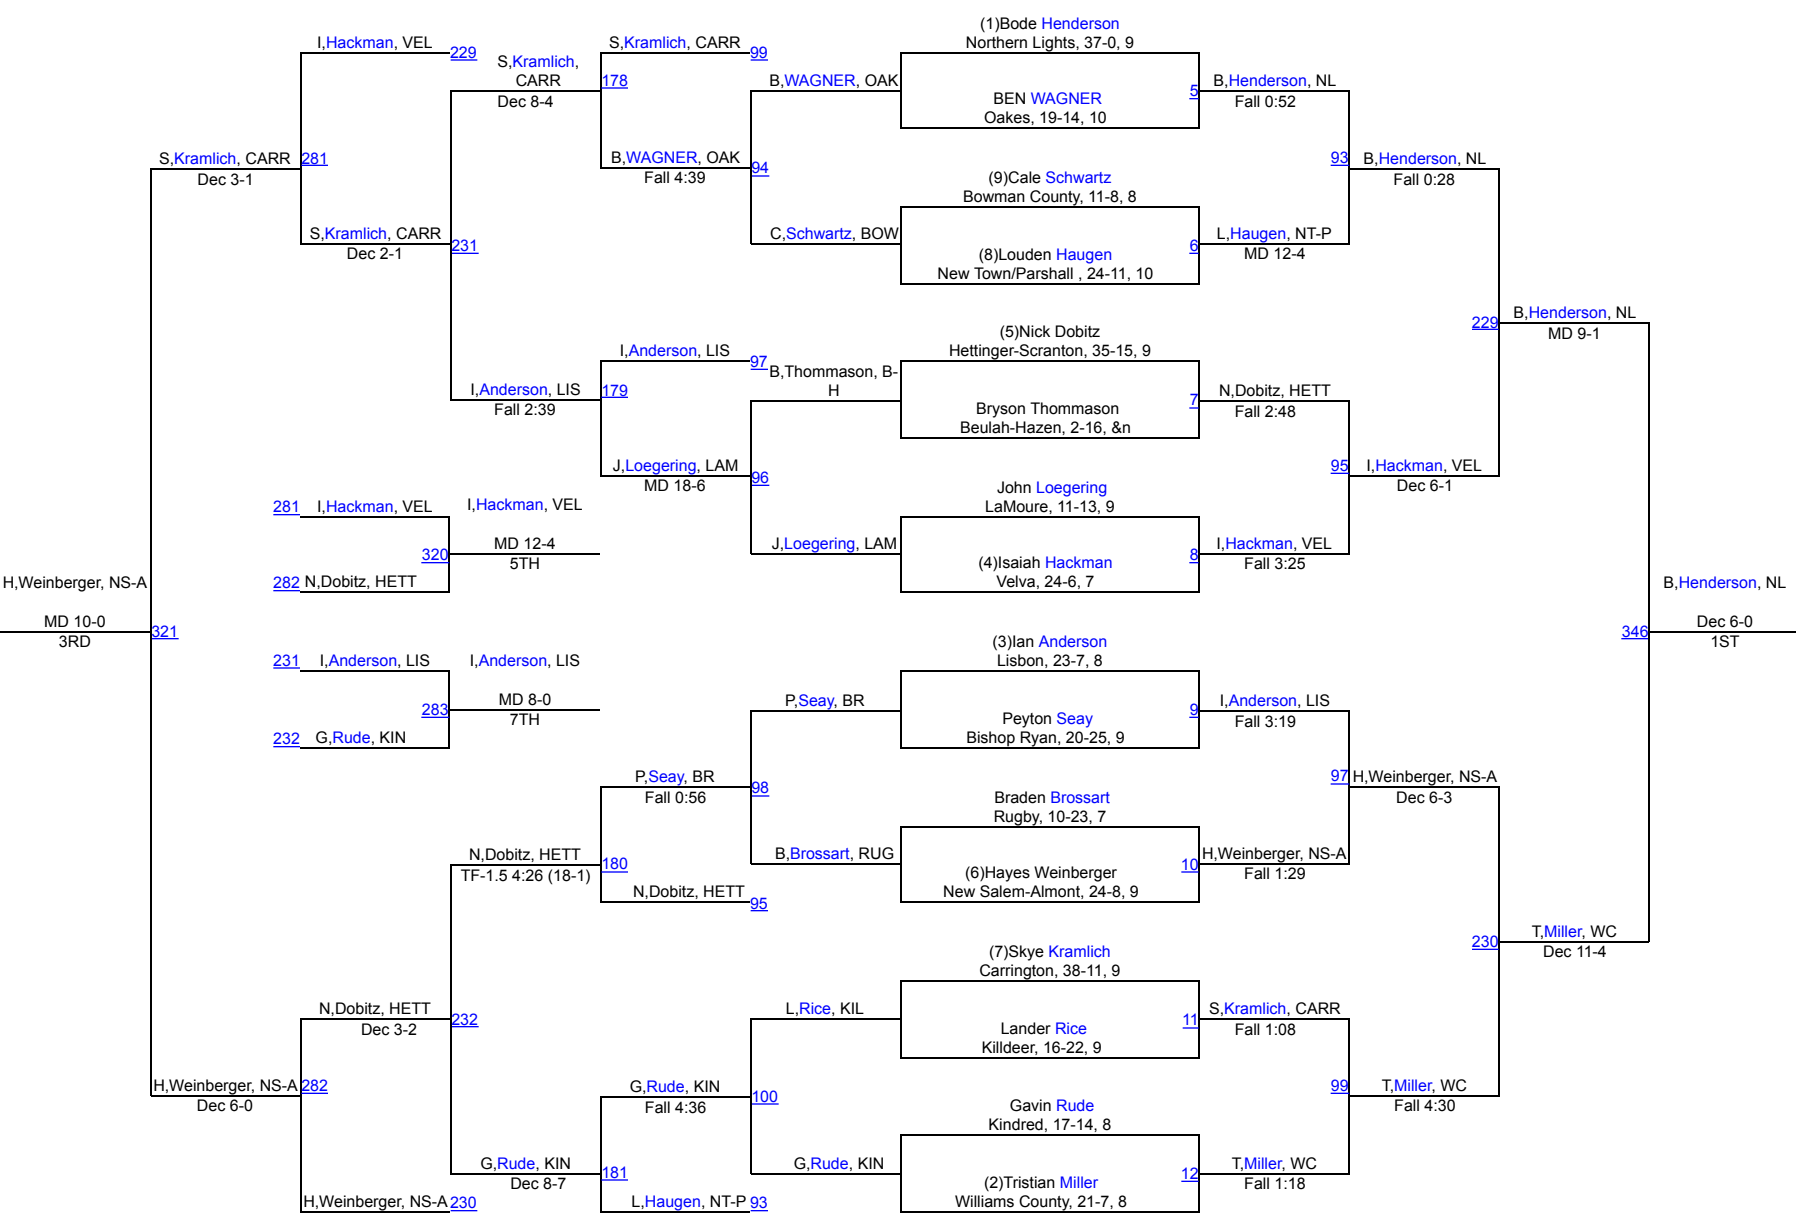 I,Hackman, VEL
229
S,Kramlich, CARR
Dec 3-1
281
S,Kramlich, CARR
Dec 2-1
231
S,Kramlich,
CARR
Dec 8-4
178
S,Kramlich, CARR
99
B,WAGNER, OAK
Fall 4:39
94
B,WAGNER, OAK
C,Schwartz, BOW
I,Anderson, LIS
Fall 2:39
179
I,Anderson, LIS
97
J,Loegering, LAM
MD 18-6
96
B,Thommason, B-
H
J,Loegering, LAM
281
I,Hackman, VEL
I,Hackman, VEL
320
MD 12-4
5TH
282
N,Dobitz, HETT
H,Weinberger, NS-A
MD 10-0
3RD
321
231
I,Anderson, LIS
I,Anderson, LIS
283
MD 8-0
7TH
232
G,Rude, KIN
P,Seay, BR
P,Seay, BR
Fall 0:56
98
B,Brossart, RUG
N,Dobitz, HETT
TF-1.5 4:26 (18-1)
180
N,Dobitz, HETT
95
N,Dobitz, HETT
Dec 3-2
232
L,Rice, KIL
G,Rude, KIN
Fall 4:36
100
G,Rude, KIN
H,Weinberger, NS-A
Dec 6-0
282
G,Rude, KIN
Dec 8-7
181
H,Weinberger, NS-A
230
L,Haugen, NT-P
93
(1)Bode Henderson
Northern Lights, 37-0, 9
5
BEN WAGNER
Oakes, 19-14, 10
B,Henderson, NL
Fall 0:52
(9)Cale Schwartz
Bowman County, 11-8, 8
6
(8)Louden Haugen
New Town/Parshall , 24-11, 10
L,Haugen, NT-P
MD 12-4
93
B,Henderson, NL
Fall 0:28
(5)Nick Dobitz
Hettinger-Scranton, 35-15, 9
7
Bryson Thommason
Beulah-Hazen, 2-16, &n
N,Dobitz, HETT
Fall 2:48
John Loegering
LaMoure, 11-13, 9
8
(4)Isaiah Hackman
Velva, 24-6, 7
I,Hackman, VEL
Fall 3:25
95
I,Hackman, VEL
Dec 6-1
229
B,Henderson, NL
MD 9-1
(3)Ian Anderson
Lisbon, 23-7, 8
9
Peyton Seay
Bishop Ryan, 20-25, 9
I,Anderson, LIS
Fall 3:19
Braden Brossart
Rugby, 10-23, 7
10
(6)Hayes Weinberger
New Salem-Almont, 24-8, 9
H,Weinberger, NS-A
Fall 1:29
97
H,Weinberger, NS-A
Dec 6-3
(7)Skye Kramlich
Carrington, 38-11, 9
11
Lander Rice
Killdeer, 16-22, 9
S,Kramlich, CARR
Fall 1:08
Gavin Rude
Kindred, 17-14, 8
12
(2)Tristian Miller
Williams County, 21-7, 8
T,Miller, WC
Fall 1:18
99
T,Miller, WC
Fall 4:30
230
T,Miller, WC
Dec 11-4
346
B,Henderson, NL
Dec 6-0
1ST